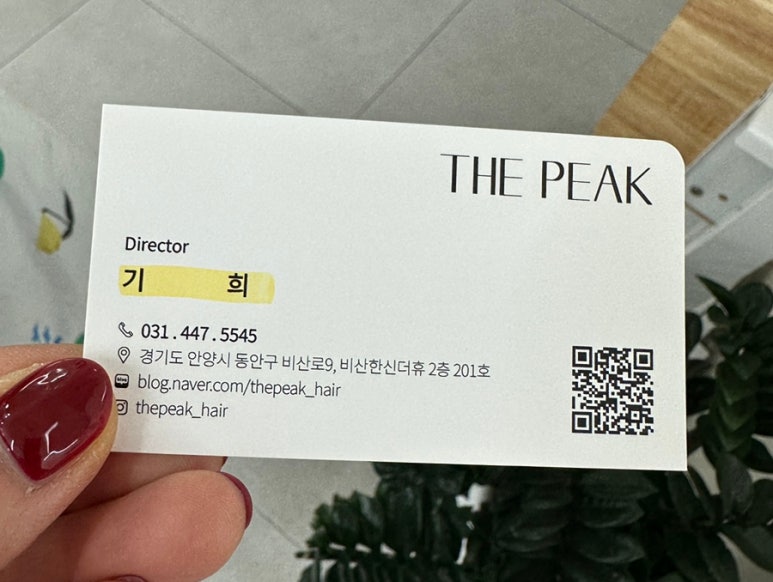 THE PEAK
Director
기 희
031.447.5545
경기도 안양시 동안구 비산로9, 비산한신더휴 2층 201호
blog.naver.com/thepeak_hair
thepeak_hair